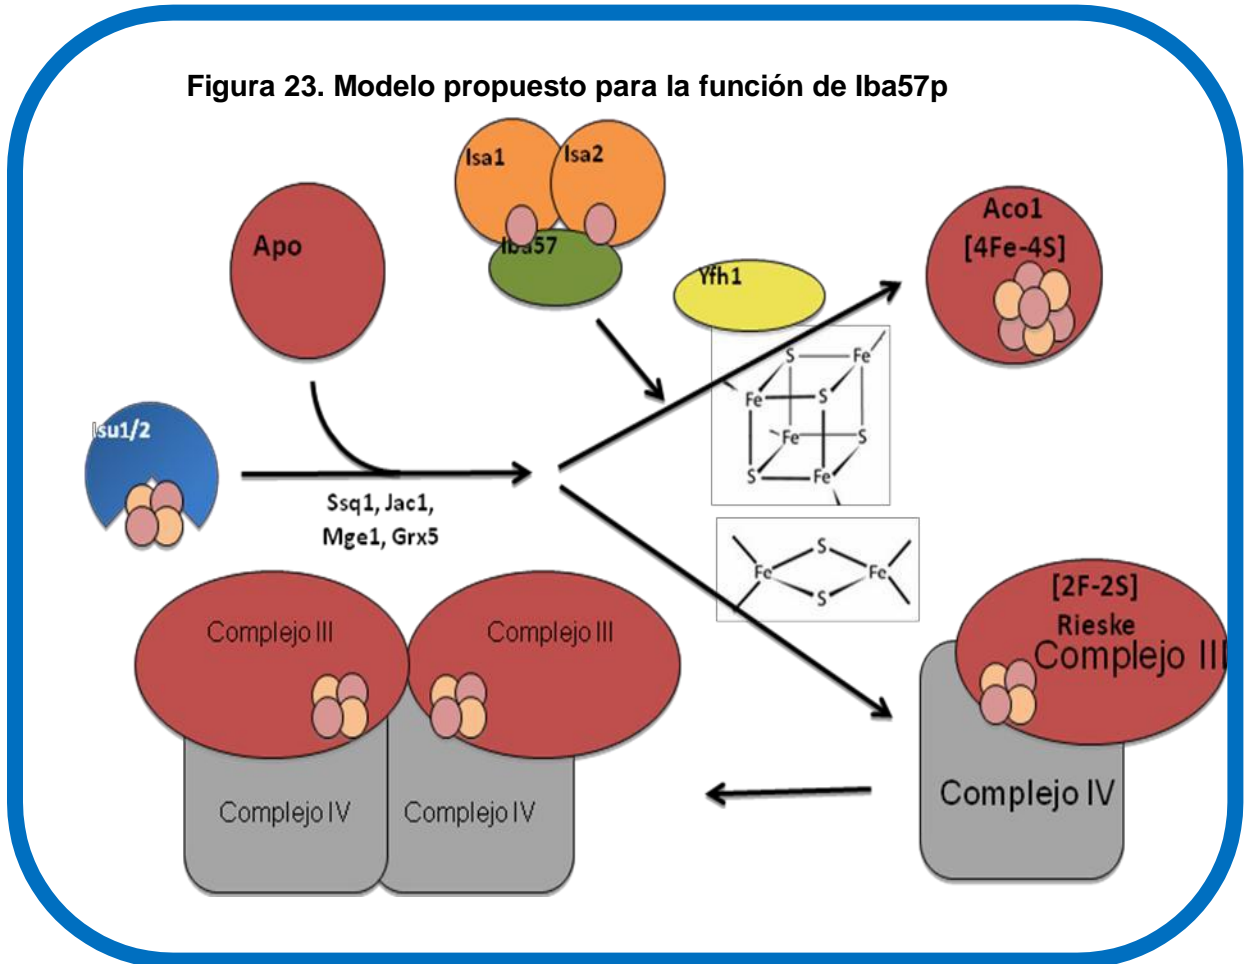 Figura 23. Modelo propuesto para la función de Iba57p
Isa1
Isa2
Iba57
Apo
Yfh1
Aco1
[4Fe-4S]
Isu1/2
Ssq1, Jac1,
Mge1, Grx5
S
Fe
Fe
S
Fe
S
S
Fe
S
Fe
Fe
S
[2F-2S]
Rieske
Complejo III
Complejo IV
Complejo III
Complejo III
Complejo IV
Complejo IV